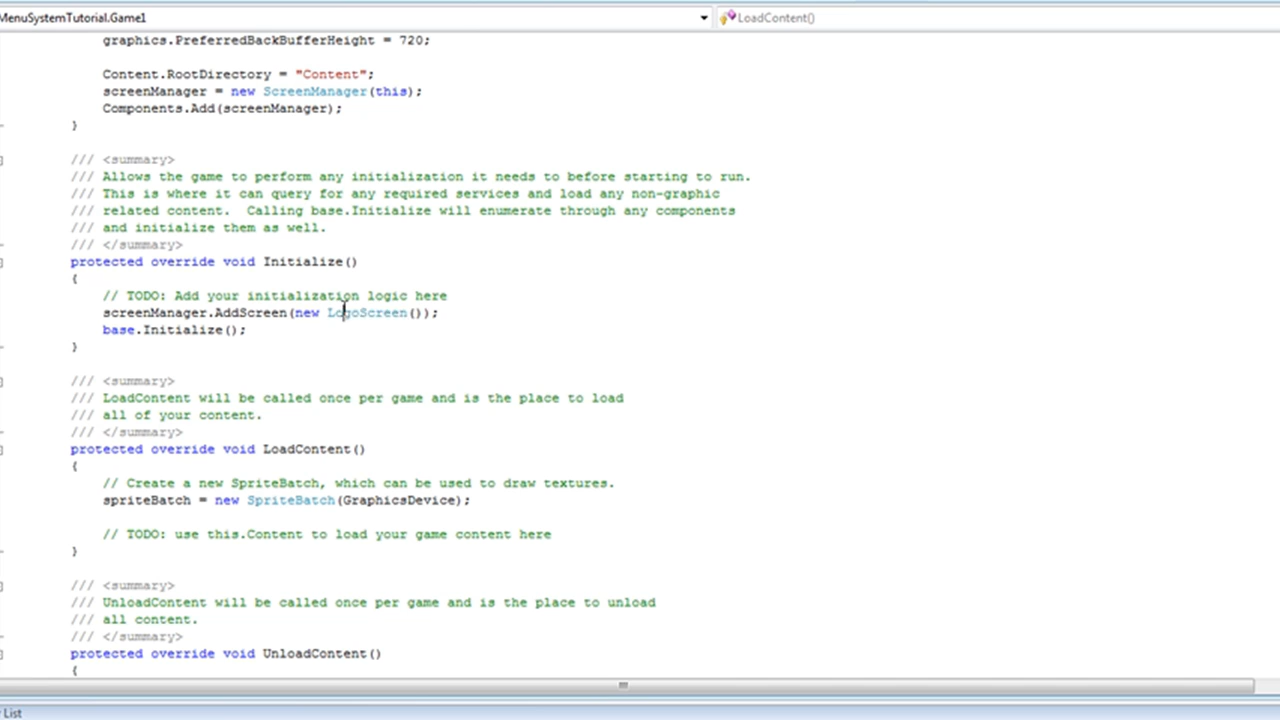 MenuSystemTutorial.Game1
LoadContent()
graphics.PreferredBackBufferHeight = 720;
Content.RootDirectory = "Content";
screenManager = new ScreenManager(this);
Components.Add(screenManager);
}
/// <summary>
/// Allows the game to perform any initialization it needs to before starting to run.
/// This is where it can query for any required services and load any non-graphic
/// related content.  Calling base.Initialize will enumerate through any components
/// and initialize them as well.
/// </summary>
protected override void Initialize()
{
// TODO: Add your initialization logic here
screenManager.AddScreen(new LogoScreen());
base.Initialize();
}
/// <summary>
/// LoadContent will be called once per game and is the place to load
/// all of your content.
/// </summary>
protected override void LoadContent()
{
// Create a new SpriteBatch, which can be used to draw textures.
spriteBatch = new SpriteBatch(GraphicsDevice);
// TODO: use this.Content to load your game content here
}
/// <summary>
/// UnloadContent will be called once per game and is the place to unload
/// all content.
/// </summary>
protected override void UnloadContent()
{
List